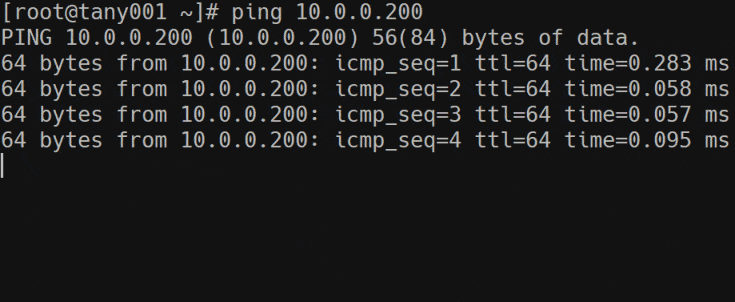 [root@tany001 ~]# ping 10.0.0.200
PING 10.0.0.200 (10.0.0.200) 56(84) bytes of data.
64 bytes from 10.0.0.200: icmp_seq=1 ttl=64 time=0.283 ms
64 bytes from 10.0.0.200: icmp_seq=2 ttl=64 time=0.058 ms
64 bytes from 10.0.0.200: icmp_seq=3 ttl=64 time=0.057 ms
64 bytes from 10.0.0.200: icmp_seq=4 ttl=64 time=0.095 ms